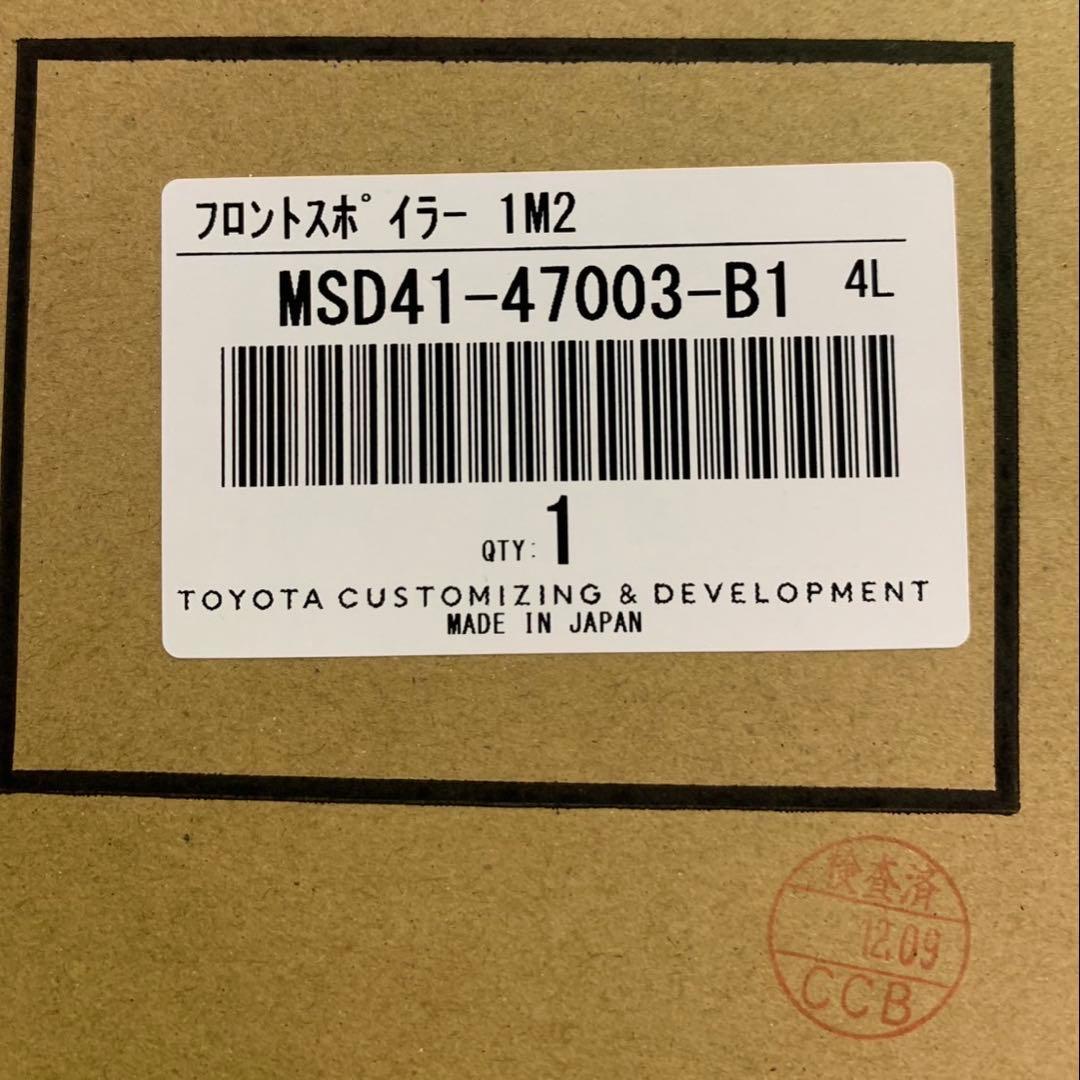 ﾌﾛﾝﾄｽﾎﾟｲﾗｰ 1M2
MSD41-47003-B1 4L
QTY: 1
TOYOTA CUSTOMIZING & DEVELOPMENT
MADE IN JAPAN
検査済
12.09
CCB